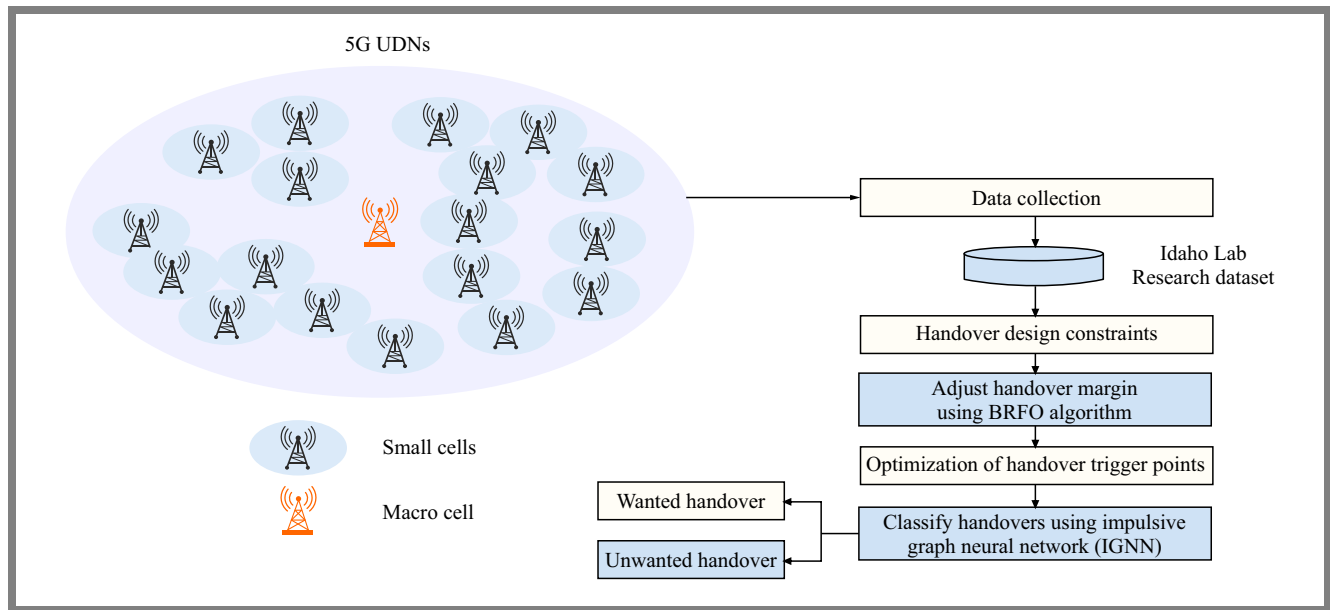 5G UDNs
Data collection
Idaho Lab
Research dataset
Handover design constraints
Adjust handover margin
using BRFO algorithm
Optimization of handover trigger points
Classify handovers using impulsive
graph neural network (IGNN)
Wanted handover
Unwanted handover
Small cells
Macro cell